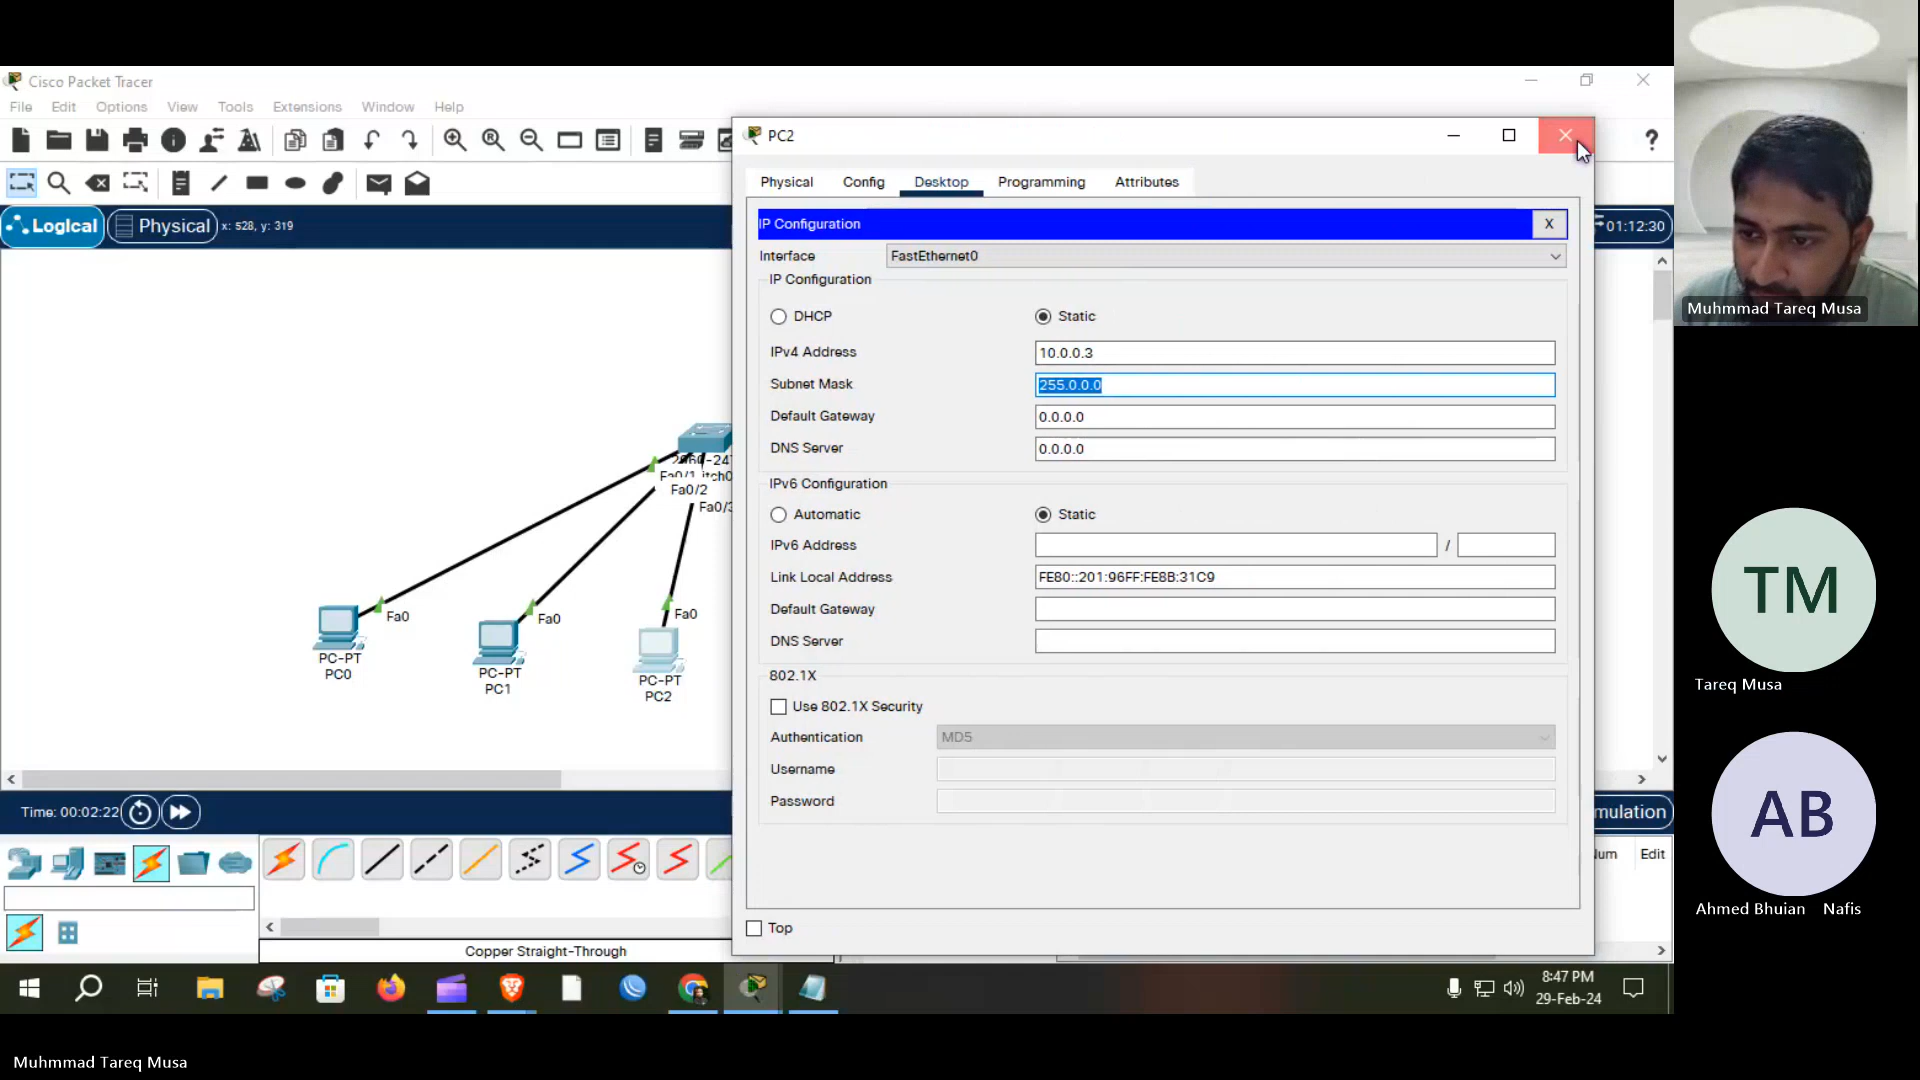 Cisco Packet Tracer
File Edit Options View Tools Extensions Window Help
?
Logical Physical x: 528, y: 319
01:12:30
PC2
Physical Config Desktop Programming Attributes
IP Configuration X
Interface FastEthernet0
IP Configuration
DHCP Static
IPv4 Address 10.0.0.3
Subnet Mask 255.0.0.0
Default Gateway 0.0.0.0
DNS Server 0.0.0.0
IPv6 Configuration
Automatic Static
IPv6 Address /
Link Local Address FE80::201:96FF:FE8B:31C9
Default Gateway
DNS Server
802.1X
Use 802.1X Security
Authentication MD5
Username
Password
Top
Fa0/1
Fa0/2
Fa0/3
Fa0
Fa0
Fa0
PC-PT
PC0
PC-PT
PC1
PC-PT
PC2
Time: 00:02:22
mulation
Edit
Copper Straight-Through
8:47 PM
29-Feb-24
Muhmmad Tareq Musa
TM
Tareq Musa
AB
Ahmed Bhuian Nafis
Muhmmad Tareq Musa